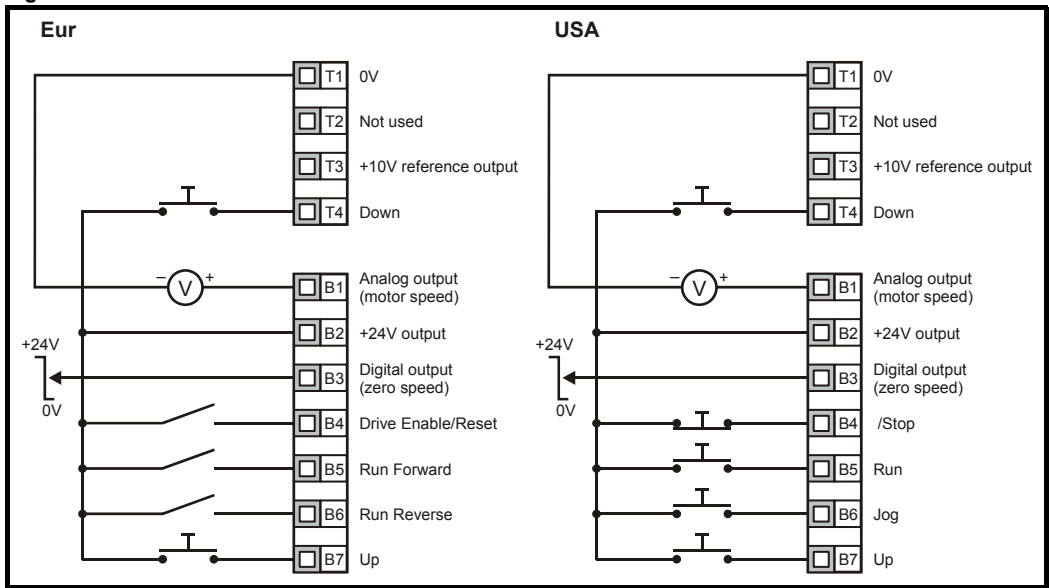 Eur
T1 0V
T2 Not used
T3 +10V reference output
T4 Down
– V +
B1 Analog output
(motor speed)
B2 +24V output
+24V
0V
B3 Digital output
(zero speed)
B4 Drive Enable/Reset
B5 Run Forward
B6 Run Reverse
B7 Up
USA
T1 0V
T2 Not used
T3 +10V reference output
T4 Down
– V +
B1 Analog output
(motor speed)
B2 +24V output
+24V
0V
B3 Digital output
(zero speed)
B4 /Stop
B5 Run
B6 Jog
B7 Up